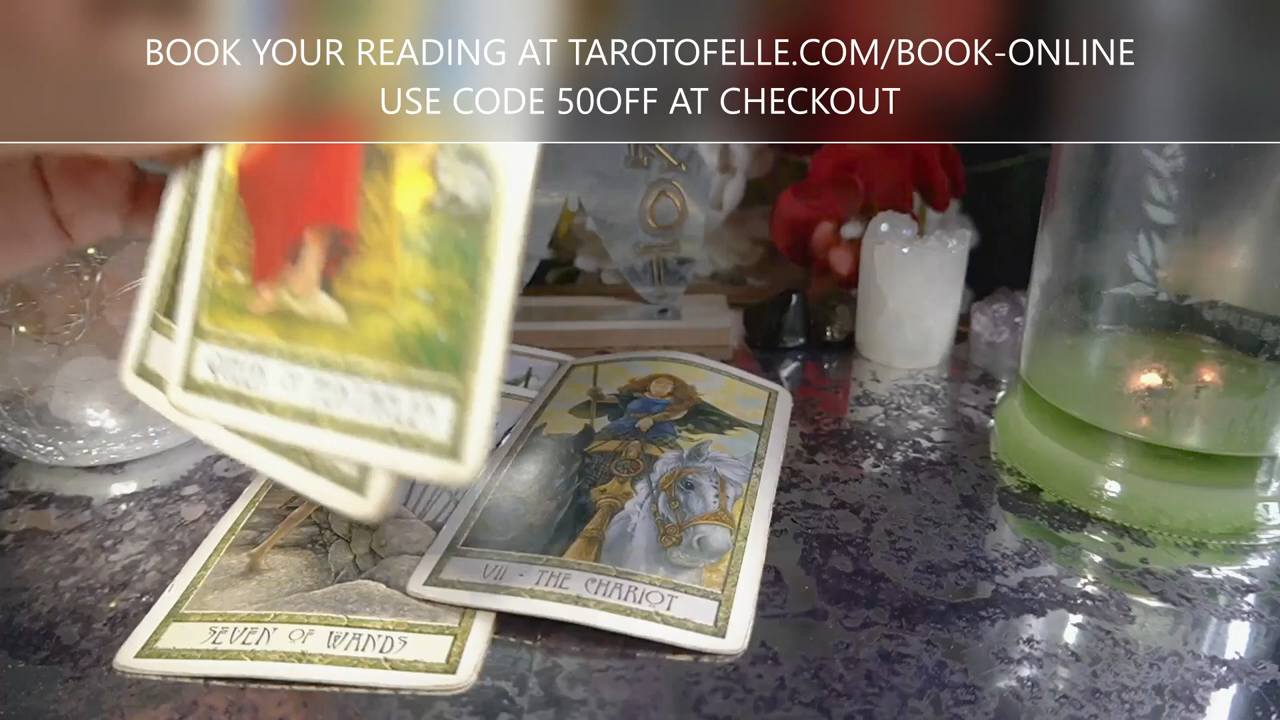 BOOK YOUR READING AT TAROTOFELLE.COM/BOOK-ONLINE
USE CODE 50OFF AT CHECKOUT
VII - THE CHARIOT
SEVEN OF WANDS